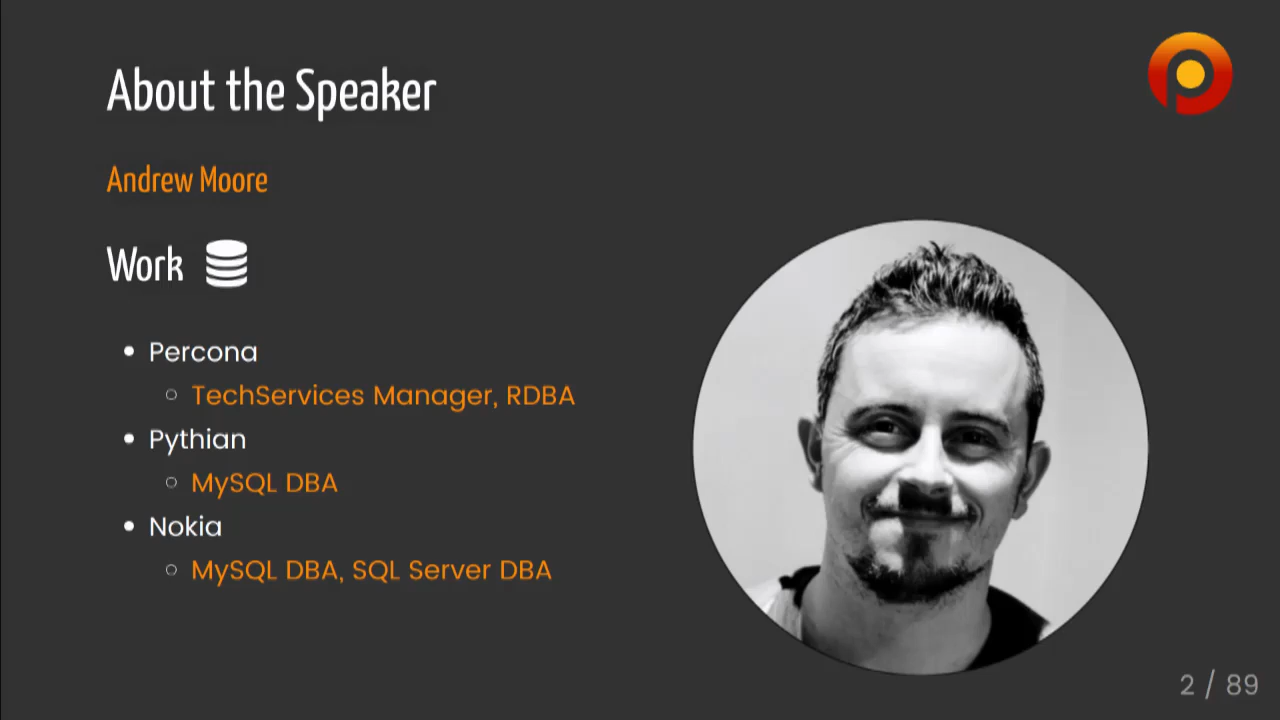 About the Speaker
Andrew Moore
Work
Percona
TechServices Manager, RDBA
Pythian
MySQL DBA
Nokia
MySQL DBA, SQL Server DBA
2 / 89